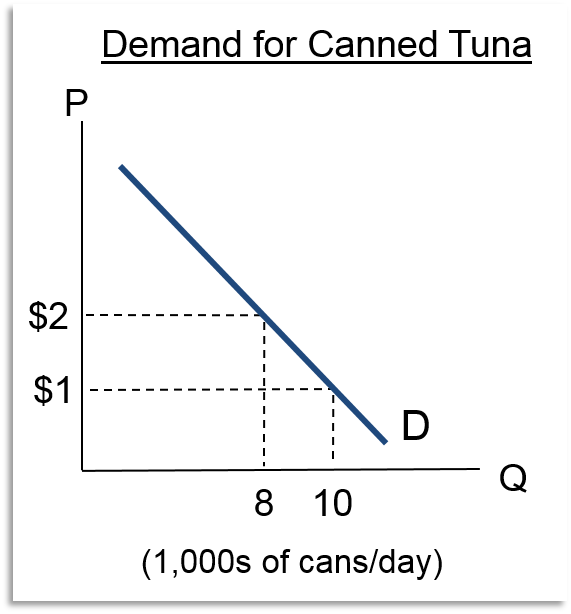 Demand for Canned Tuna
P
$2
$1
D
Q
8 10
(1,000s of cans/day)